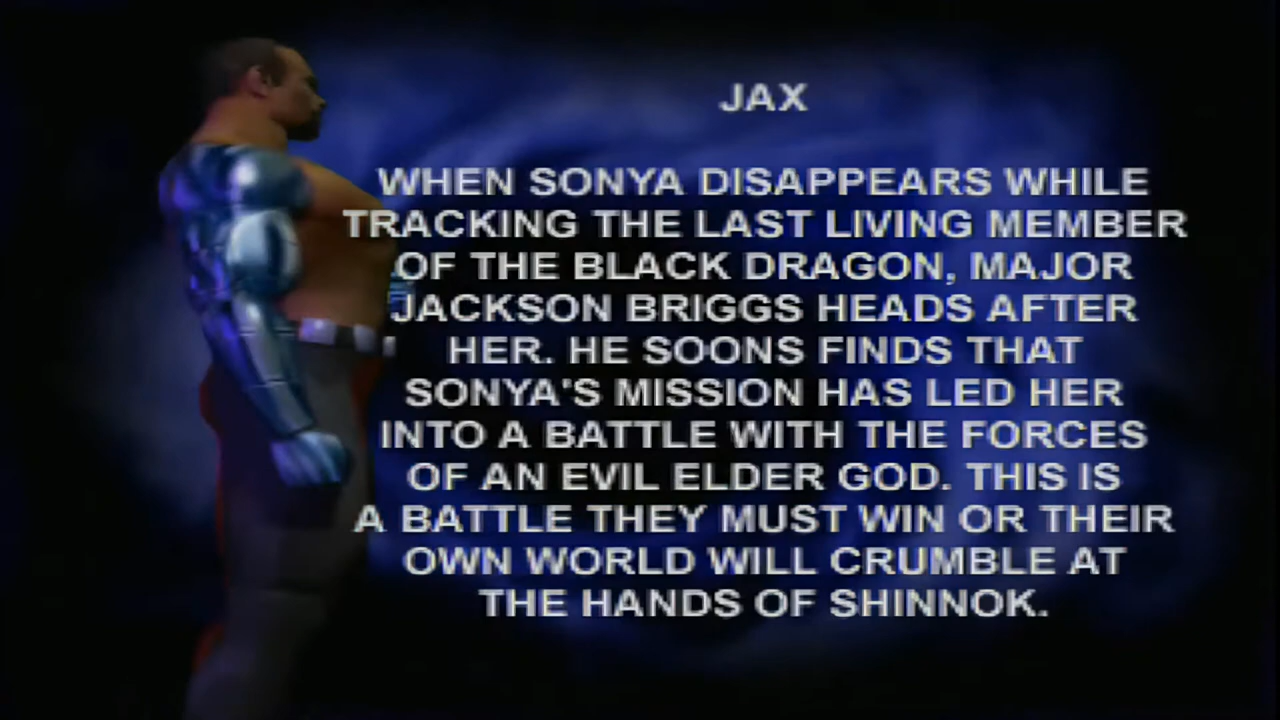 JAX
WHEN SONYA DISAPPEARS WHILE
TRACKING THE LAST LIVING MEMBER
OF THE BLACK DRAGON, MAJOR
JACKSON BRIGGS HEADS AFTER
HER. HE SOONS FINDS THAT
SONYA'S MISSION HAS LED HER
INTO A BATTLE WITH THE FORCES
OF AN EVIL ELDER GOD. THIS IS
A BATTLE THEY MUST WIN OR THEIR
OWN WORLD WILL CRUMBLE AT
THE HANDS OF SHINNOK.